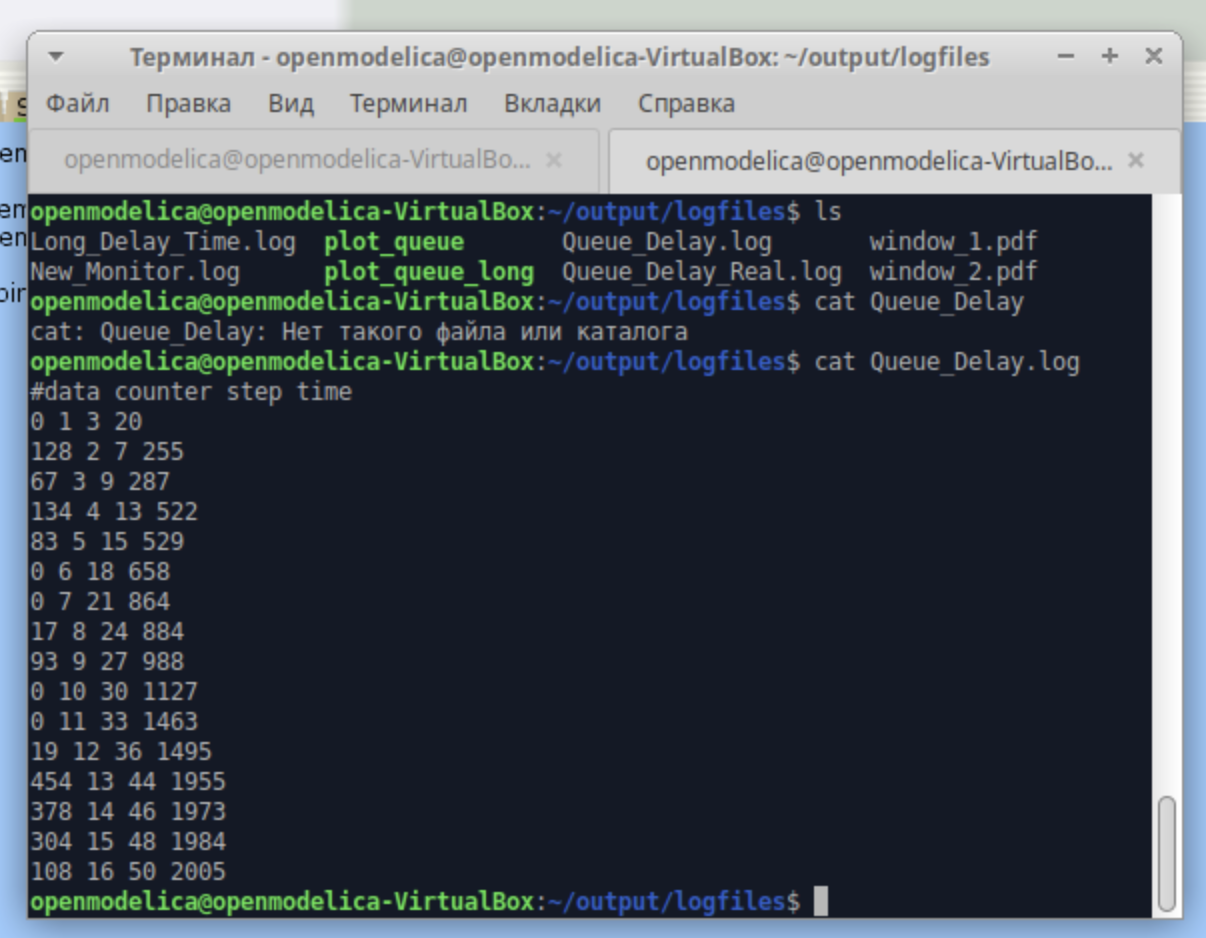 Терминал - openmodelica@openmodelica-VirtualBox: ~/output/logfiles
Файл Правка Вид Терминал Вкладки Справка
openmodelica@openmodelica-VirtualBo... openmodelica@openmodelica-VirtualBo...
openmodelica@openmodelica-VirtualBox:~/output/logfiles$ ls
Long_Delay_Time.log plot_queue Queue_Delay.log window_1.pdf
New_Monitor.log plot_queue_long Queue_Delay_Real.log window_2.pdf
openmodelica@openmodelica-VirtualBox:~/output/logfiles$ cat Queue_Delay
cat: Queue_Delay: Нет такого файла или каталога
openmodelica@openmodelica-VirtualBox:~/output/logfiles$ cat Queue_Delay.log
#data counter step time
0 1 3 20
128 2 7 255
67 3 9 287
134 4 13 522
83 5 15 529
0 6 18 658
0 7 21 864
17 8 24 884
93 9 27 988
0 10 30 1127
0 11 33 1463
19 12 36 1495
454 13 44 1955
378 14 46 1973
304 15 48 1984
108 16 50 2005
openmodelica@openmodelica-VirtualBox:~/output/logfiles$